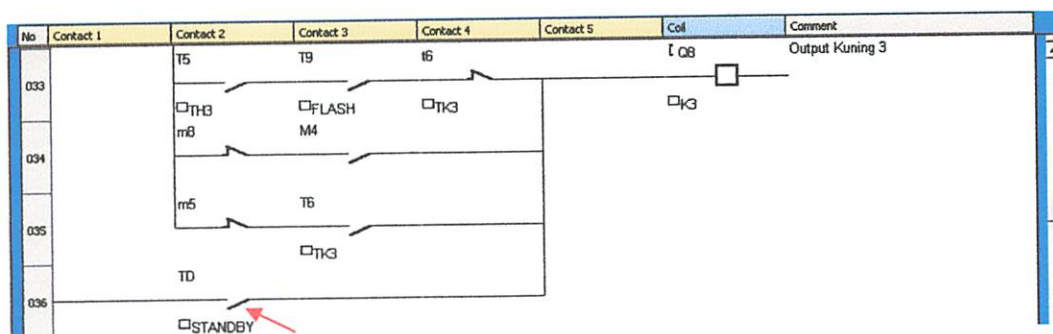 No Contact 1 Contact 2 Contact 3 Contact 4 Contact 5 Coil Comment
T5 T9 t6 [ Q8 Output Kuning 3
033
TH3 FLASH TK3 K3
m8 M4
034
m5 T6
035
TK3
TD
036
STANDBY